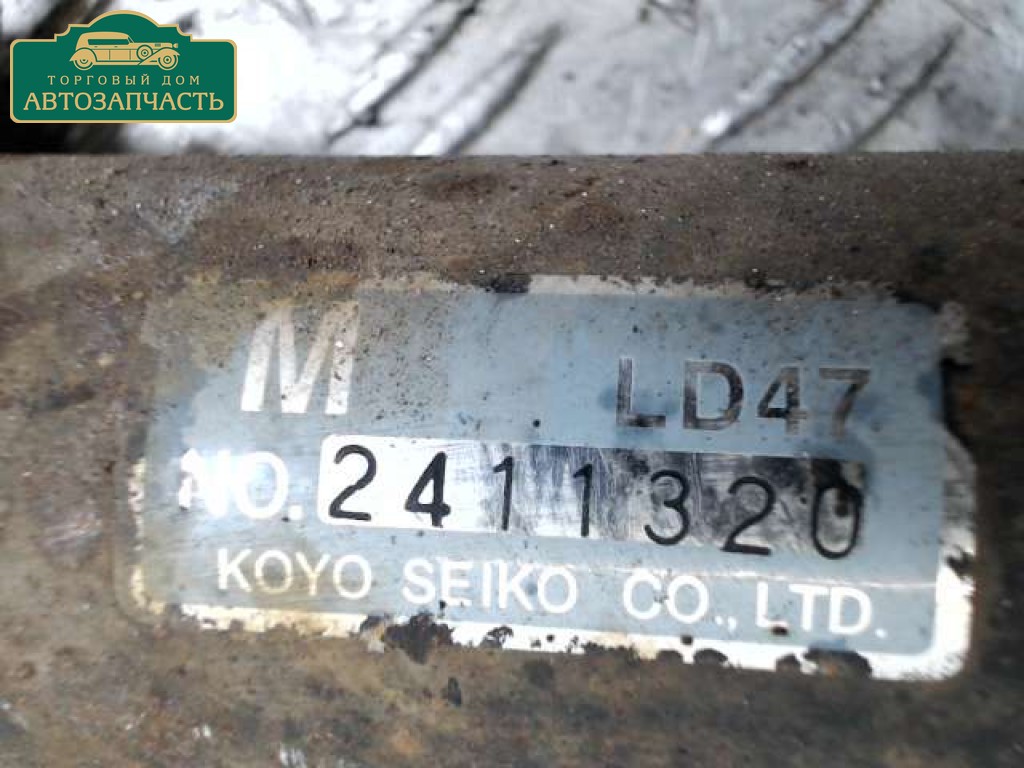 ТОРГОВЫЙ ДОМ
АВТОЗАПЧАСТЬ
M LD47
NO. 2411320
KOYO SEIKO CO., LTD.